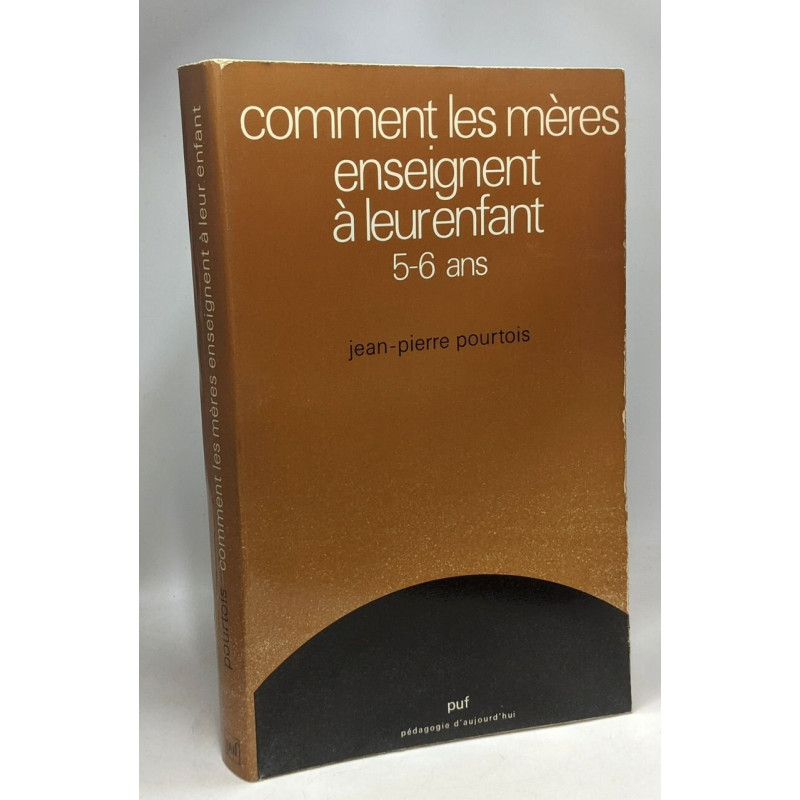 comment les mères
enseignent
à leur enfant
5-6 ans
jean-pierre pourtois
puf
pédagogie d'aujourd'hui
pourtois comment les mères enseignent à leur enfant
puf